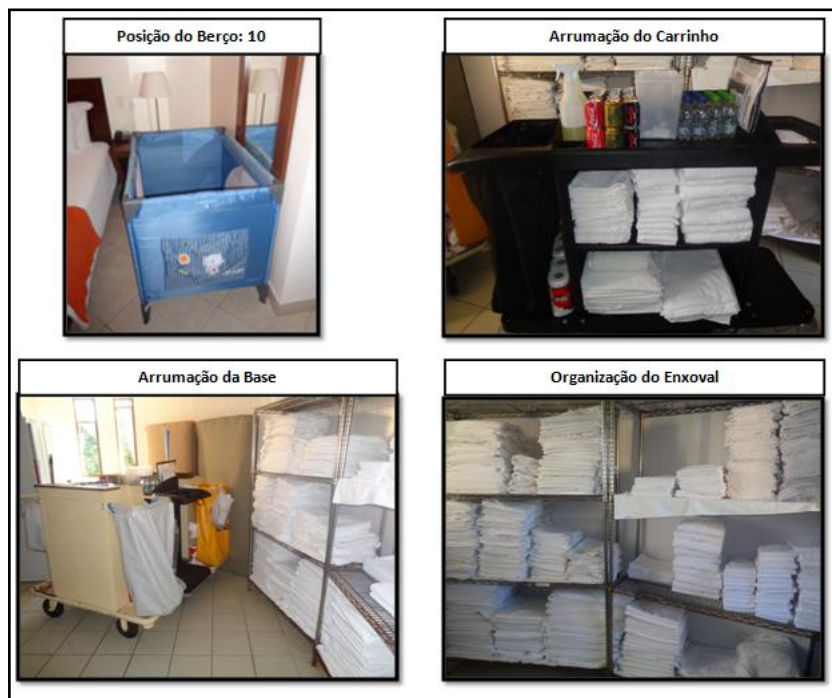 Posição do Berço: 10
Arrumação do Carrinho
Arrumação da Base
Organização do Enxoval